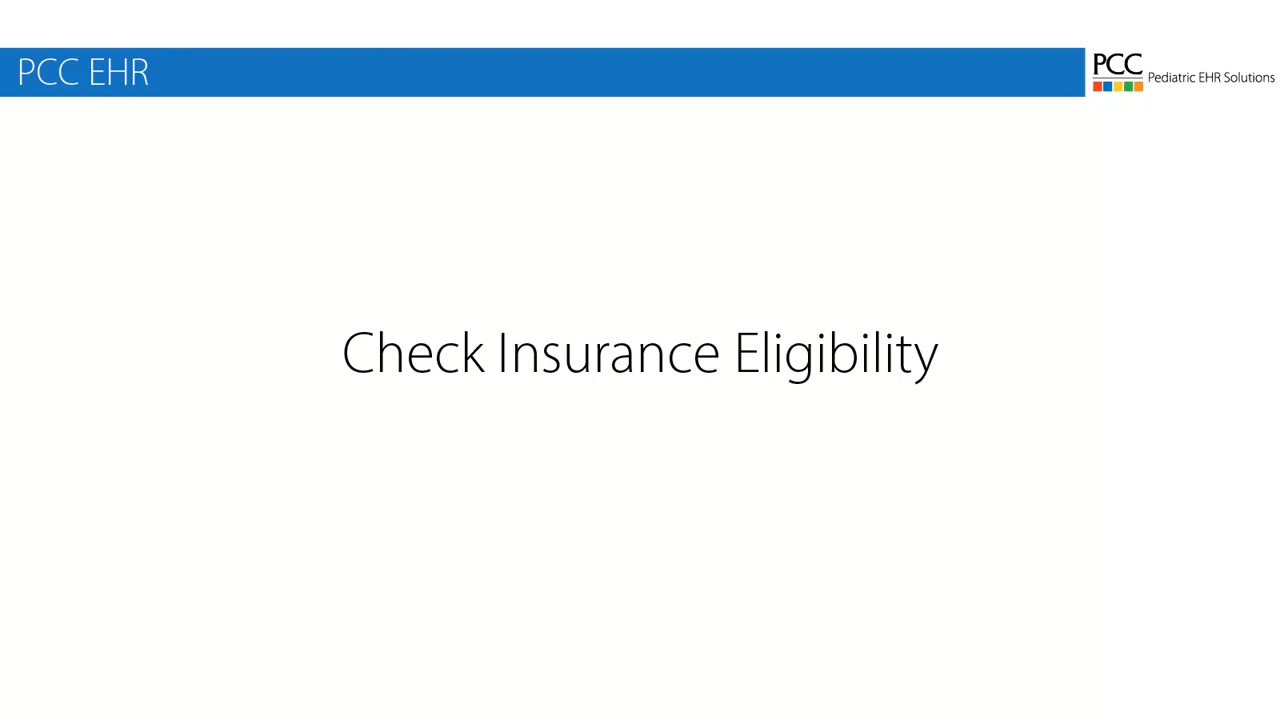 PCC EHR
PCC
Pediatric EHR Solutions
Check Insurance Eligibility